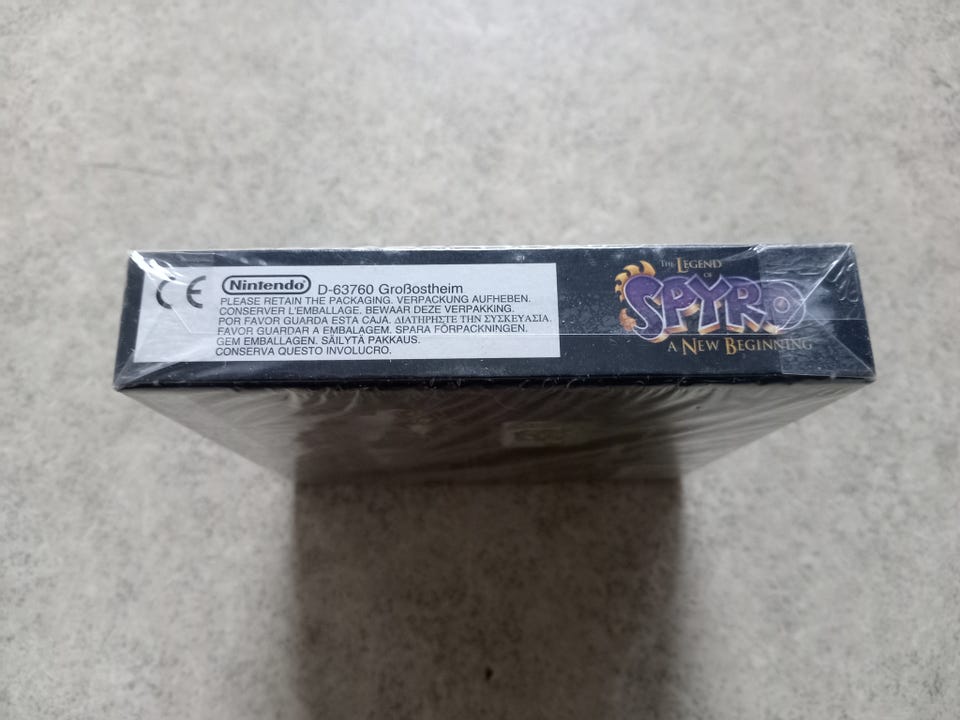 CE
Nintendo D-63760 Großostheim
PLEASE RETAIN THE PACKAGING. VERPACKUNG AUFHEBEN.
CONSERVER L'EMBALLAGE. BEWAAR DEZE VERPAKKING.
POR FAVOR GUARDA ESTA CAJA. ΔΙΑΤΗΡΗΣΤΕ ΤΗΝ ΣΥΣΚΕΥΑΣΙΑ.
FAVOR GUARDAR A EMBALAGEM. SPARA FÖRPACKNINGEN.
GEM EMBALLAGEN. SÄILYTÄ PAKKAUS.
CONSERVA QUESTO INVOLUCRO.
THE LEGEND
OF
SPYRO
A NEW BEGINNING